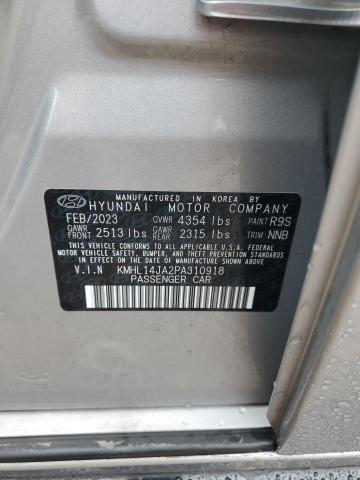 MANUFACTURED IN KOREA BY
HYUNDAI MOTOR COMPANY
FEB/2023 GVWR 4354 lbs PAINT R9S
GAWR FRONT 2513 lbs GAWR REAR 2315 lbs TRIM NNB
THIS VEHICLE CONFORMS TO ALL APPLICABLE U.S.A. FEDERAL
MOTOR VEHICLE SAFETY, BUMPER, AND THEFT PREVENTION
STANDARDS IN EFFECT ON THE DATE OF MANUFACTURE SHOWN ABOVE.
V.I.N KMHL14JA2PA310918
PASSENGER CAR